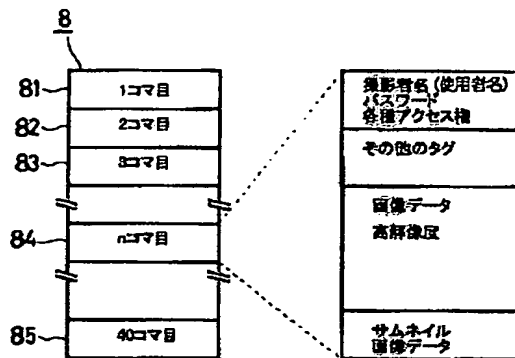 8
81
1コマ目
82
2コマ目
83
3コマ目
84
nコマ目
85
40コマ目
撮影者名(使用者名)
パスワード
各種アクセス権
その他のタグ
画像データ
高解像度
サムネイル
画像データ